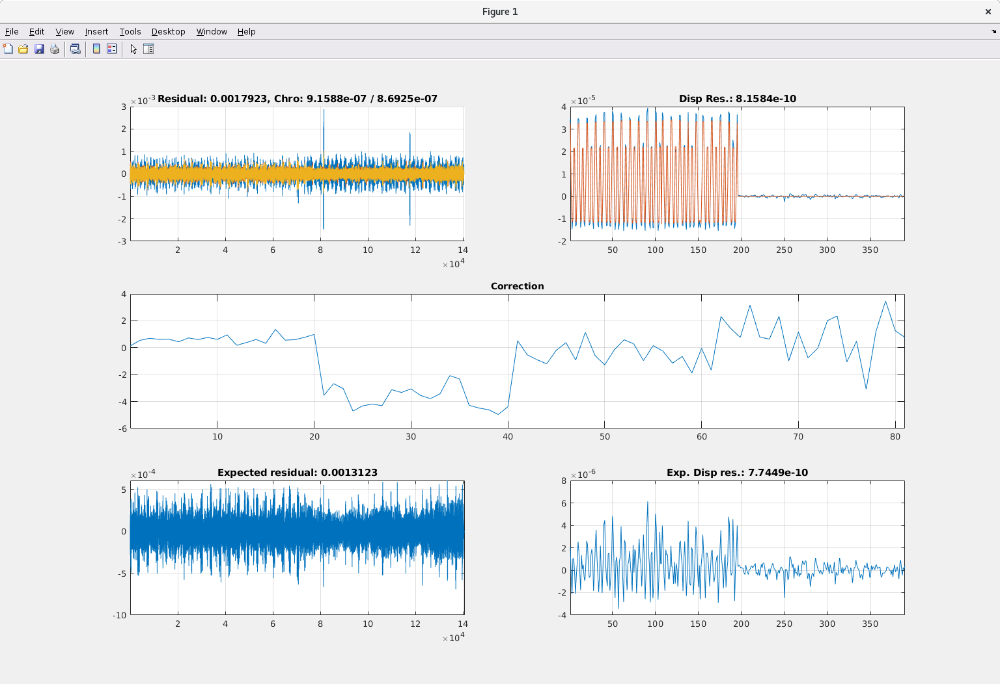 Figure 1
File Edit View Insert Tools Desktop Window Help
×10^-3 Residual: 0.0017923, Chro: 9.1588e-07 / 8.6925e-07
3
2
1
0
-1
-2
-3
2 4 6 8 10 12 14
×10^4
×10^-5 Disp Res.: 8.1584e-10
4
3
2
1
0
-1
-2
50 100 150 200 250 300 350
Correction
4
2
0
-2
-4
-6
10 20 30 40 50 60 70 80
×10^-4 Expected residual: 0.0013123
5
0
-5
-10
2 4 6 8 10 12 14
×10^4
×10^-6 Exp. Disp res.: 7.7449e-10
8
6
4
2
0
-2
-4
50 100 150 200 250 300 350